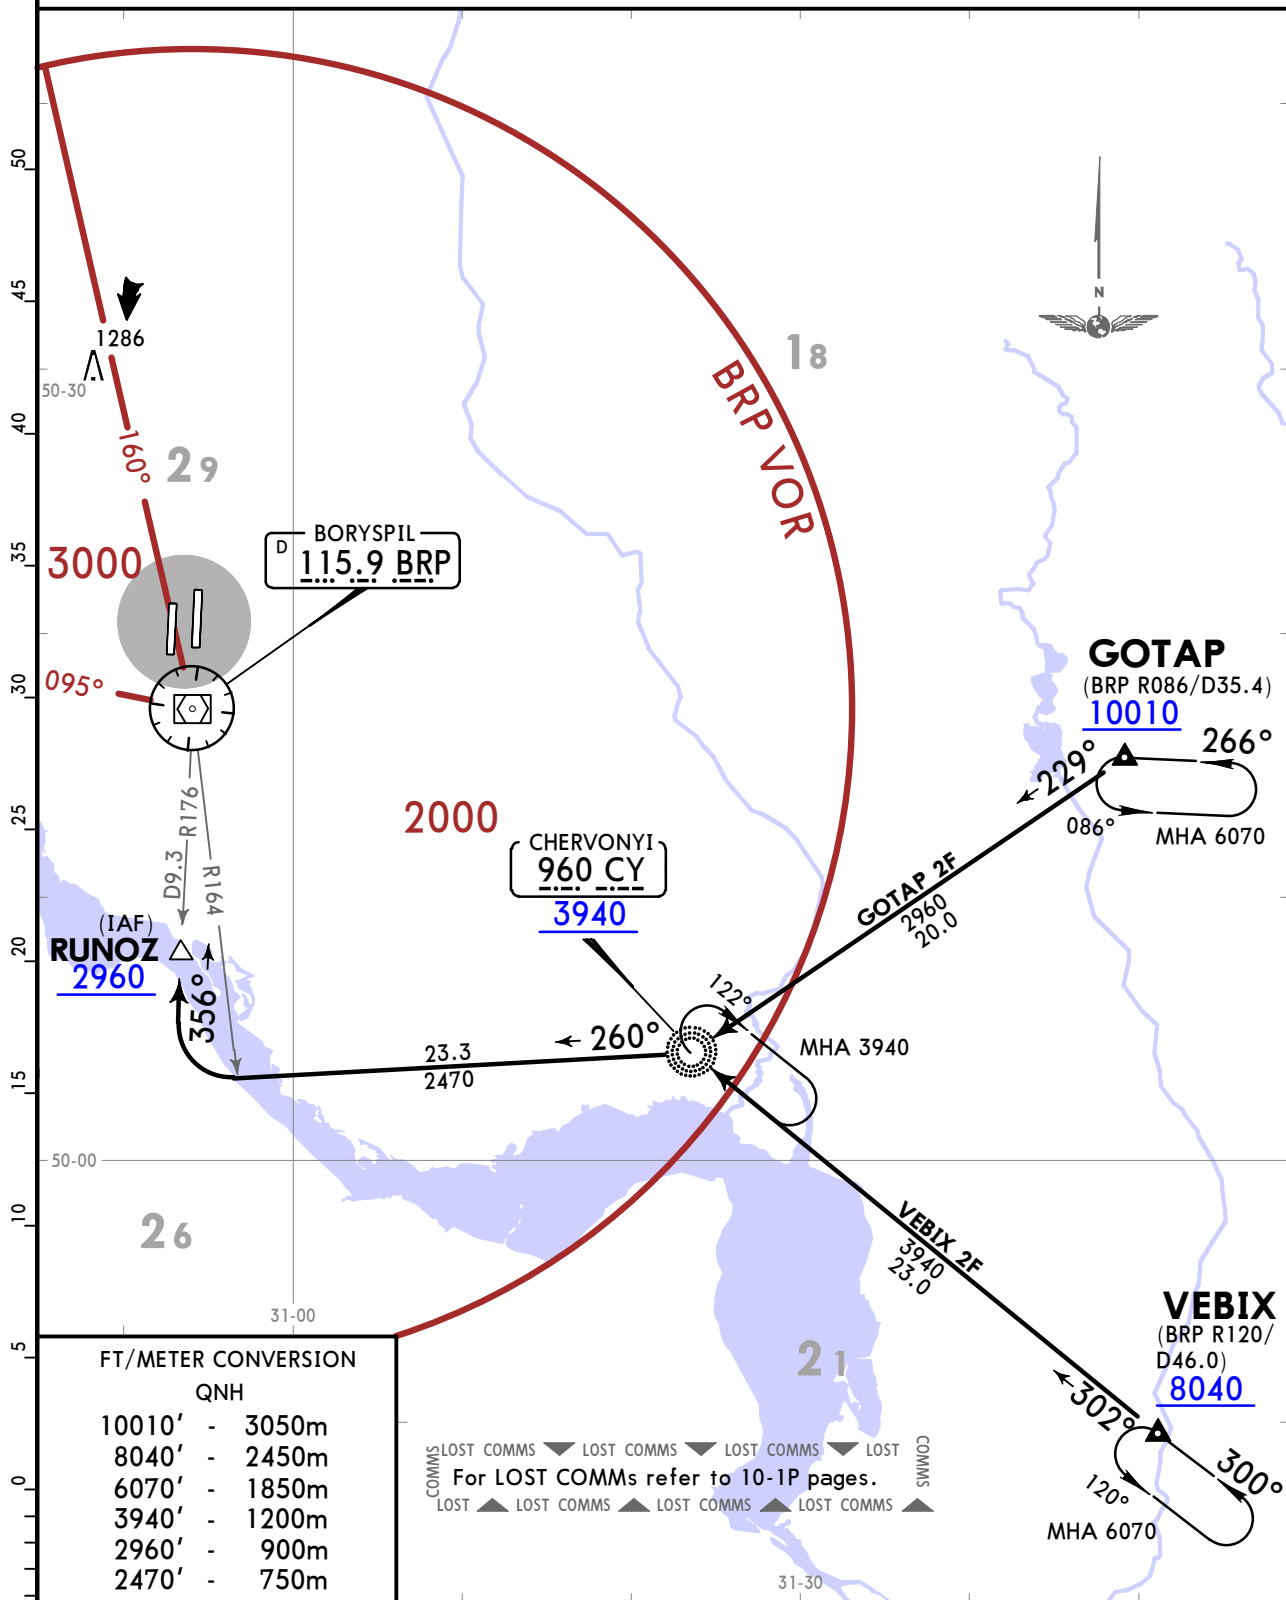 50
45
1286
50-30
N
18
BRP VOR
40
160°
29
35
3000
BORYSPIL
D 115.9 BRP
30
095°
GOTAP
(BRP R086/D35.4)
10010
266°
229°
086°
MHA 6070
25
2000
D9.3 R176
R164
CHERVONYI
960 CY
3940
GOTAP 2F
2960
20.0
20
(IAF)
RUNOZ
2960
356°
122°
260°
MHA 3940
23.3
2470
15
50-00
10
26
VEBIX 2F
3940
23.0
31-00
VEBIX
(BRP R120/
D46.0)
8040
302°
300°
120°
MHA 6070
5
21
FT/METER CONVERSION
QNH
10010' - 3050m
8040' - 2450m
6070' - 1850m
3940' - 1200m
2960' - 900m
2470' - 750m
0
LOST COMMS LOST COMMS LOST COMMS LOST
COMMS
For LOST COMMs refer to 10-1P pages.
COMMS
LOST LOST COMMS LOST COMMS LOST COMMS
31-30